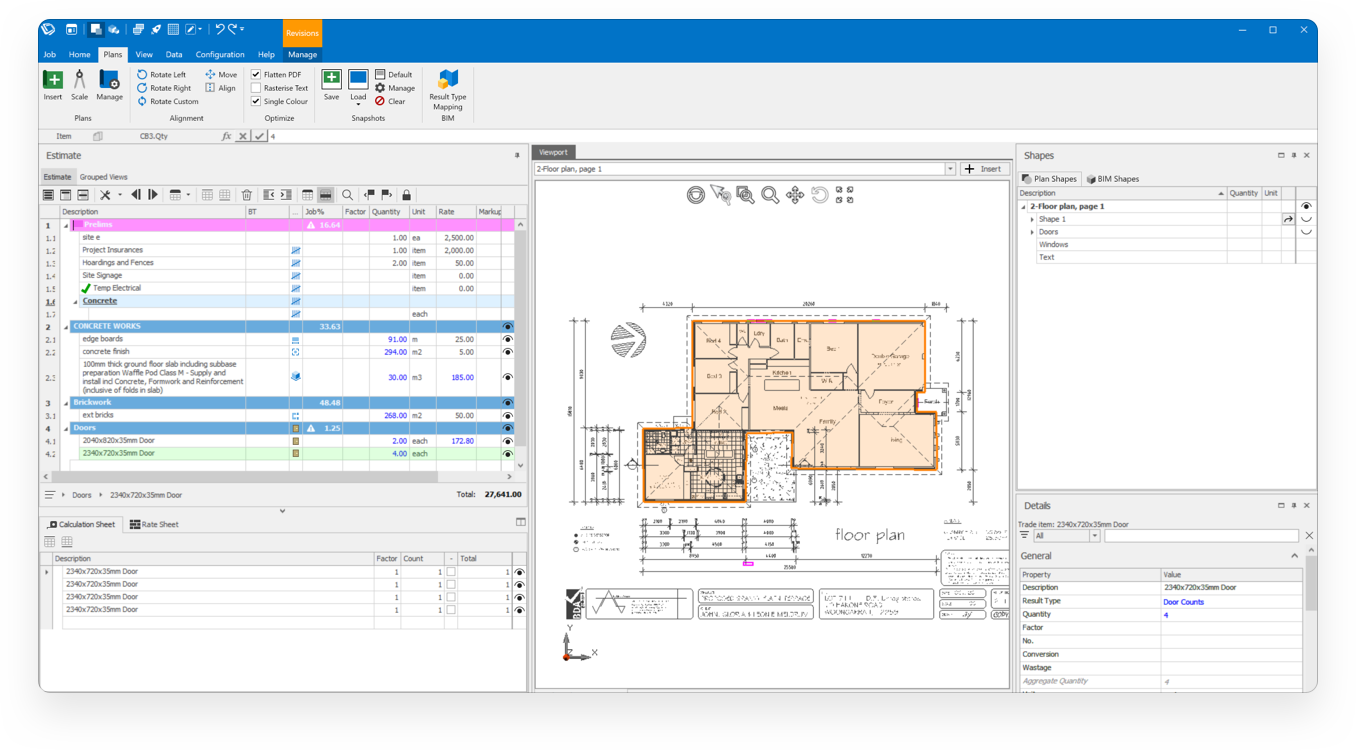 Revisions
Job Home Plans View Data Configuration Help Manage
Insert Scale Manage
Rotate Left
Rotate Right
Rotate Custom
Move
Align
Flatten PDF
Rasterise Text
Single Colour
Save Load
Default
Manage
Clear
Result Type
Mapping
Plans Alignment Optimize Snapshots BIM
Item CB3.Qty fx 4
Estimate
Estimate Grouped Views
Description BT ... Job% Factor Quantity Unit Rate Markup
1 Prelims 16.64
1.1 site e 1.00 ea 2,500.00
1.2 Project Insurances 1.00 item 2,000.00
1.3 Hoardings and Fences 2.00 item 50.00
1.4 Site Signage item 0.00
1.5 Temp Electrical item 0.00
1.6 Concrete
1.7 each
2 CONCRETE WORKS 33.63
2.1 edge boards 91.00 m 25.00
2.2 concrete finish 294.00 m2 5.00
2.3 100mm thick ground floor slab including subbase
preparation Waffle Pod Class M - Supply and
install ind Concrete, Formwork and Reinforcement
(inclusive of folds in slab) 30.00 m3 185.00
3 Brickwork 48.48
3.1 ext bricks 268.00 m2 50.00
4 Doors 1.25
4.1 2040x820x35mm Door 2.00 each 172.80
4.2 2340x720x35mm Door 4.00 each
Doors 2340x720x35mm Door Total: 27,641.00
Calculation Sheet Rate Sheet
Description Factor Count - Total
2340x720x35mm Door 1 1 1
2340x720x35mm Door 1 1 1
2340x720x35mm Door 1 1 1
2340x720x35mm Door 1 1 1
Viewport
2-Floor plan, page 1 Insert
Kitchen
Meals
Family
Foyer
Living
floor plan
Y
Z X
Shapes
Plan Shapes BIM Shapes
Description Quantity Unit
2-Floor plan, page 1
Shape 1
Doors
Windows
Text
Details
Trade item: 2340x720x35mm Door
All
General
Property Value
Description 2340x720x35mm Door
Result Type Door Counts
Quantity 4
Factor
No.
Conversion
Wastage
Aggregate Quantity 4